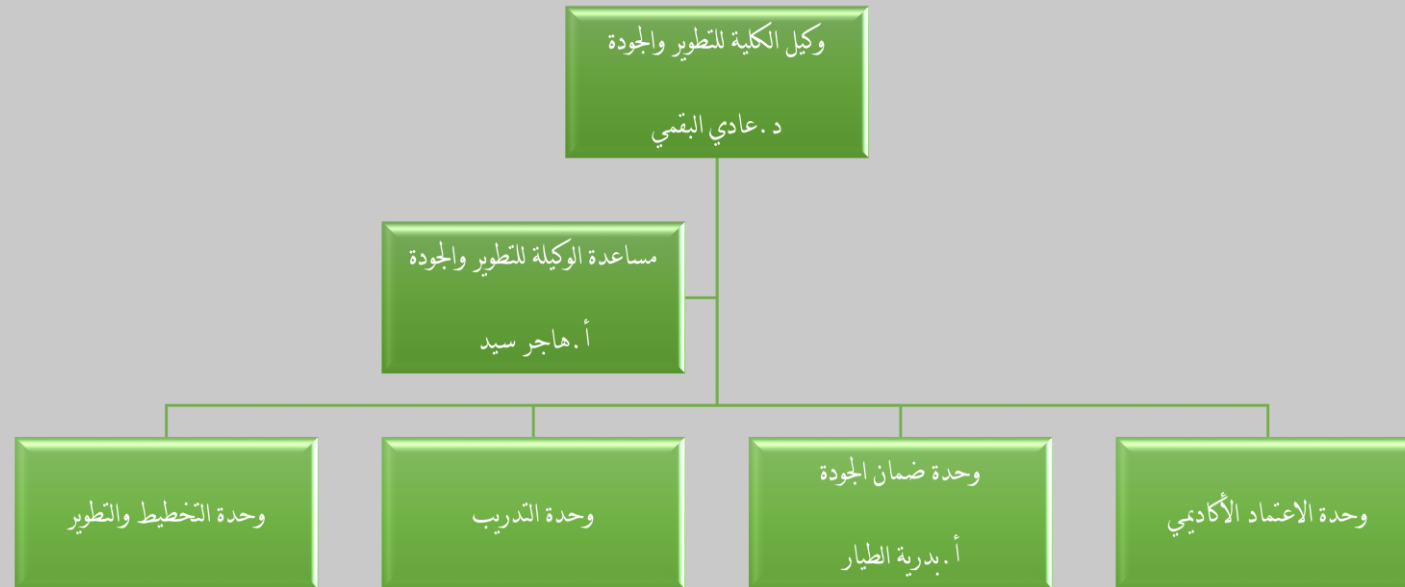 وكيل الكلية للتطوير والجودة
د.عادي البقمي
مساعدة الوكيلة للتطوير والجودة
أ.هاجر سيد
وحدة الاعتماد الأكاديمي
وحدة ضمان الجودة
أ.بدرية الطيار
وحدة التدريب
وحدة التخطيط والتطوير